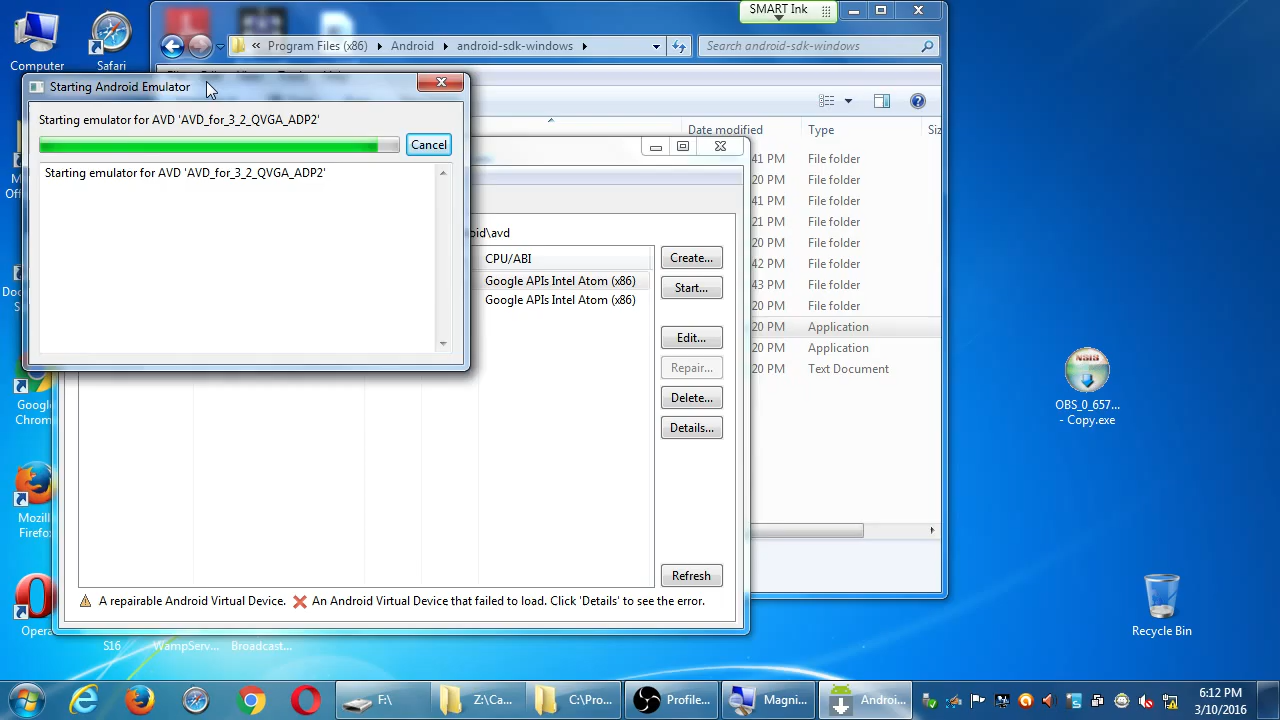 SMART Ink
Computer
Safari
Program Files (x86)
Android
android-sdk-windows
Search android-sdk-windows
Starting Android Emulator
Starting emulator for AVD 'AVD_for_3_2_QVGA_ADP2'
Cancel
Starting emulator for AVD 'AVD_for_3_2_QVGA_ADP2'
Date modified
Type
41 PM File folder
20 PM File folder
41 PM File folder
21 PM File folder
20 PM File folder
42 PM File folder
43 PM File folder
20 PM File folder
20 PM Application
20 PM Application
20 PM Text Document
oid\avd
CPU/ABI
Google APIs Intel Atom (x86)
Google APIs Intel Atom (x86)
Create...
Start...
Edit...
Repair...
Delete...
Details...
Refresh
A repairable Android Virtual Device.
An Android Virtual Device that failed to load. Click 'Details' to see the error.
Google
Chrom
Mozill
Firefox
Opera
S16
WampServ...
Broadcast...
NSIS
OBS_0_657...
- Copy.exe
Recycle Bin
F:\
Z:\Ca...
C:\Pro...
Profile...
Magni...
Androi...
6:12 PM
3/10/2016